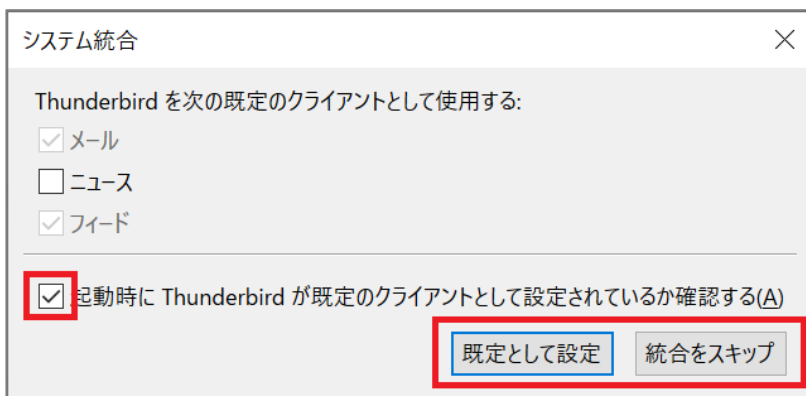 システム統合
Thunderbird を次の既定のクライアントとして使用する:
メール
ニュース
フィード
起動時に Thunderbird が既定のクライアントとして設定されているか確認する(A)
既定として設定 統合をスキップ